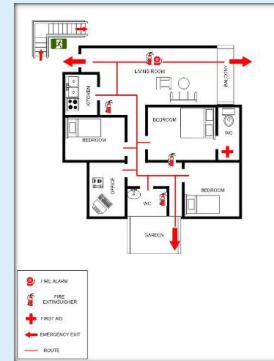 LIVING ROOM
BALCONY
KITCHEN
BEDROOM
WC
BEDROOM
OFFICE
BEDROOM
WC
GARDEN
FIRE ALARM
FIRE
EXTINGUISHER
FIRST AID
EMERGENCY EXIT
ROUTE